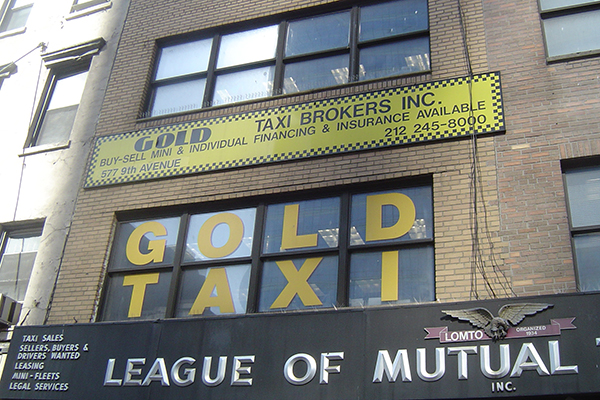 GOLD TAXI BROKERS INC.
BUY-SELL MINI & INDIVIDUAL FINANCING & INSURANCE AVAILABLE
577 9th AVENUE 212 245-8000
GOLD
TAXI
TAXI SALES
SELLERS, BUYERS &
DRIVERS WANTED
LEASING
MINI - FLEETS
LEGAL SERVICES
LEAGUE OF MUTUAL
INC.
LOMTO ORGANIZED
1934